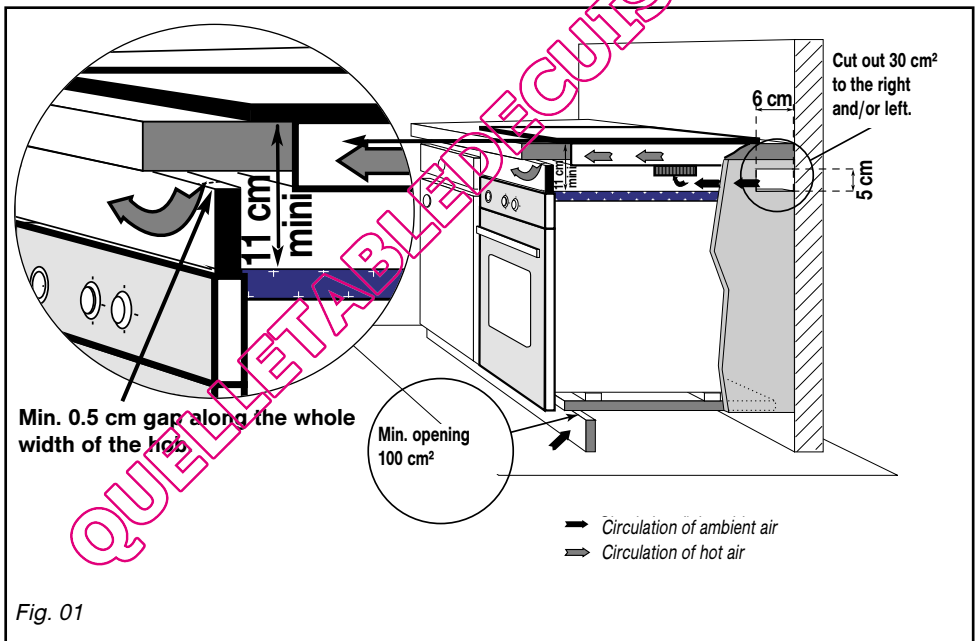 Cut out 30 cm²
to the right
and/or left.
6 cm
5 cm
11 cm
mini
11 cm
mini
Min. 0.5 cm gap along the whole
width of the hob.
Min. opening
100 cm²
Circulation of ambient air
Circulation of hot air
Fig. 01
QUELLETABLEDECUIS